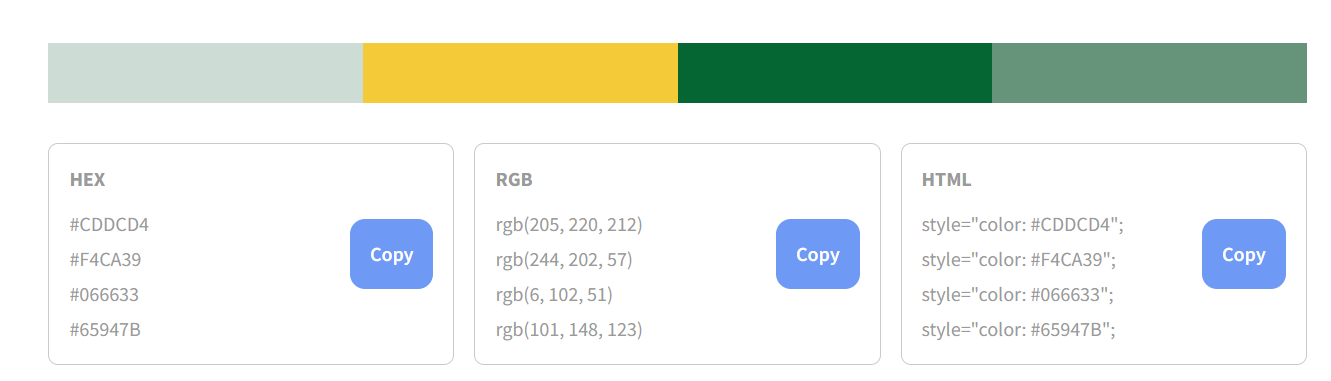 HEX
#CDDCD4
#F4CA39
#066633
#65947B
Copy
RGB
rgb(205, 220, 212)
rgb(244, 202, 57)
rgb(6, 102, 51)
rgb(101, 148, 123)
Copy
HTML
style="color: #CDDCD4";
style="color: #F4CA39";
style="color: #066633";
style="color: #65947B";
Copy